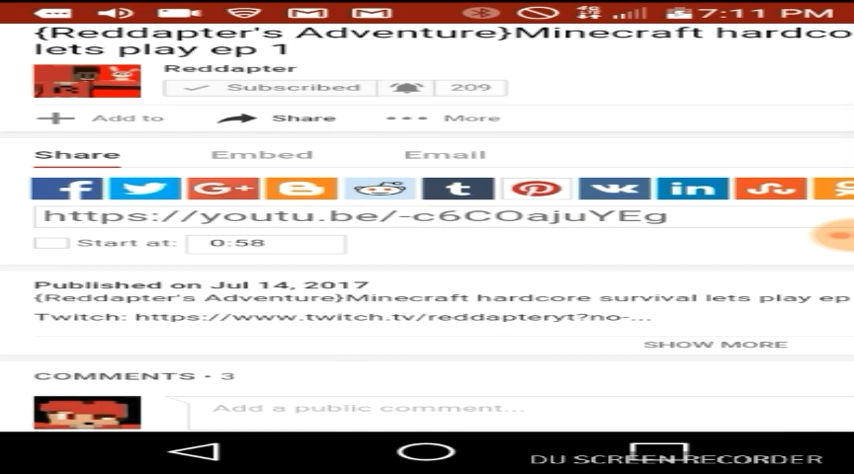 7:11 PM
{Reddapter's Adventure}Minecraft hardco
lets play ep 1
Reddapter
Subscribed 209
Add to Share More
Share Embed Email
f G+ t VK in
https://youtu.be/-c6COajuYEg
Start at: 0:58
Published on Jul 14, 2017
{Reddapter's Adventure}Minecraft hardcore survival lets play ep
Twitch: https://www.twitch.tv/reddapteryt?no-...
SHOW MORE
COMMENTS • 3
Add a public comment...
DU SCREEN RECORDER